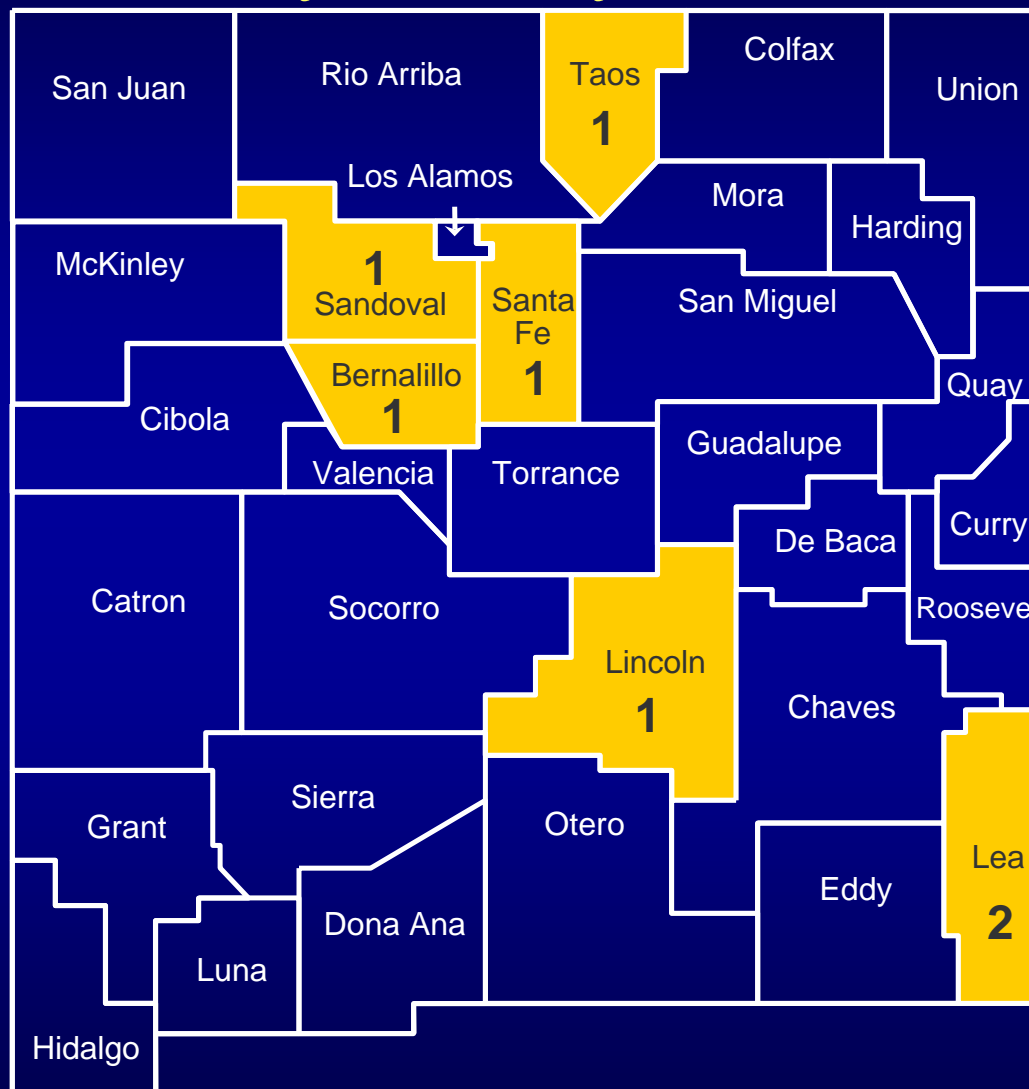 San Juan
Rio Arriba
Taos
1
Colfax
Union
Los Alamos
Mora
Harding
McKinley
1
Sandoval
Santa
Fe
1
San Miguel
Bernalillo
1
Quay
Cibola
Guadalupe
Valencia
Torrance
Curry
De Baca
Catron
Socorro
Rooseve
Lincoln
1
Chaves
Sierra
Grant
Otero
Lea
2
Eddy
Dona Ana
Luna
Hidalgo